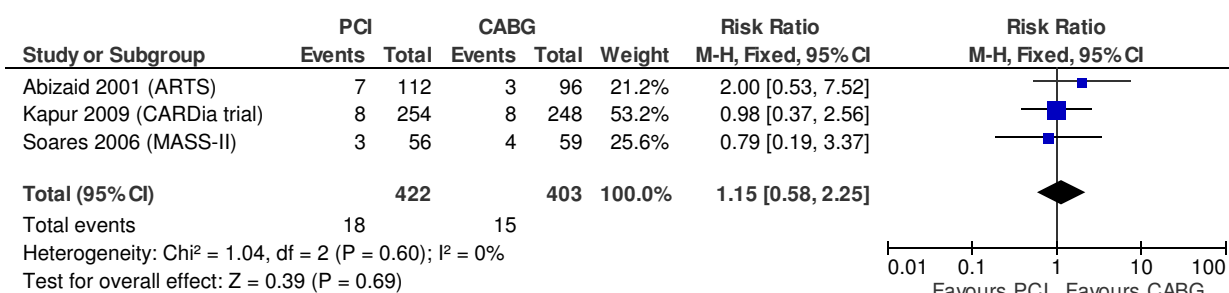 PCI CABG Risk Ratio Risk Ratio
Study or Subgroup Events Total Events Total Weight M-H, Fixed, 95% CI M-H, Fixed, 95% CI
Abizaid 2001 (ARTS) 7 112 3 96 21.2% 2.00 [0.53, 7.52]
Kapur 2009 (CARDia trial) 8 254 8 248 53.2% 0.98 [0.37, 2.56]
Soares 2006 (MASS-II) 3 56 4 59 25.6% 0.79 [0.19, 3.37]
Total (95% CI) 422 403 100.0% 1.15 [0.58, 2.25]
Total events 18 15
Heterogeneity: Chi² = 1.04, df = 2 (P = 0.60); I² = 0%
Test for overall effect: Z = 0.39 (P = 0.69)
0.01 0.1 1 10 100
Favours PCI Favours CABG